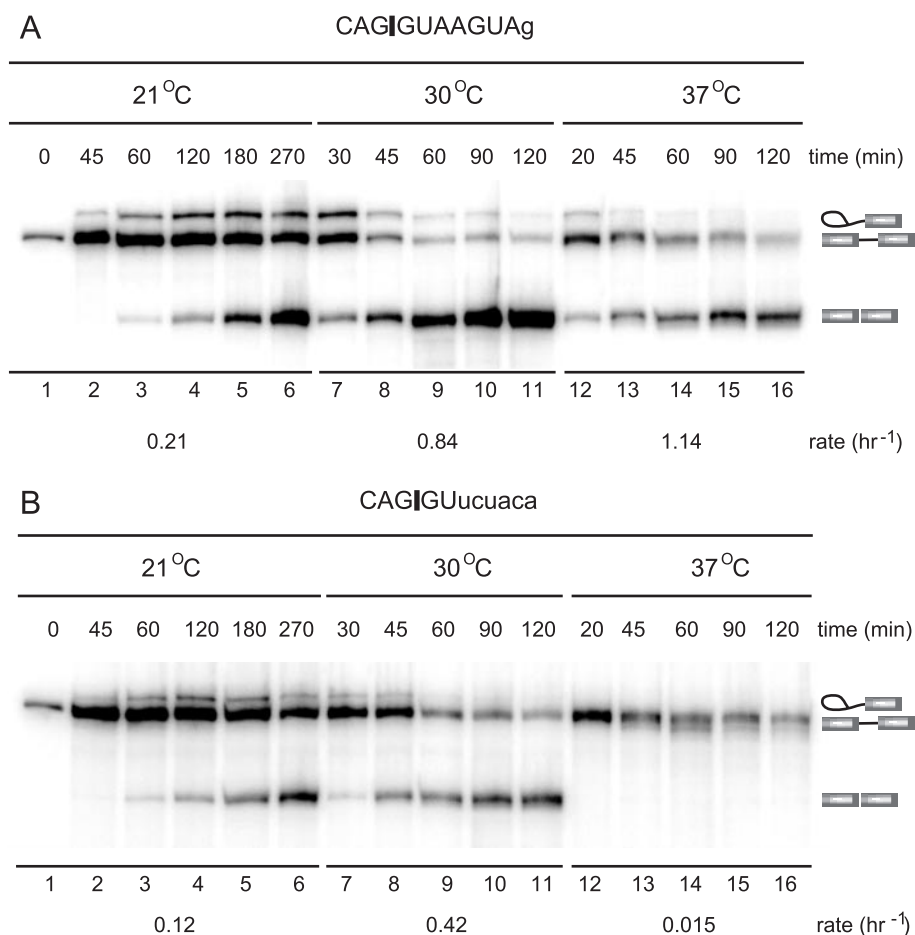 A
CAG|GUAAGUAg
21 °C 30 °C 37 °C
0 45 60 120 180 270 30 45 60 90 120 20 45 60 90 120 time (min)
1 2 3 4 5 6 7 8 9 10 11 12 13 14 15 16
0.21 0.84 1.14 rate (hr -1)
B
CAG|GUucuaca
21 °C 30 °C 37 °C
0 45 60 120 180 270 30 45 60 90 120 20 45 60 90 120 time (min)
1 2 3 4 5 6 7 8 9 10 11 12 13 14 15 16
0.12 0.42 0.015 rate (hr -1)